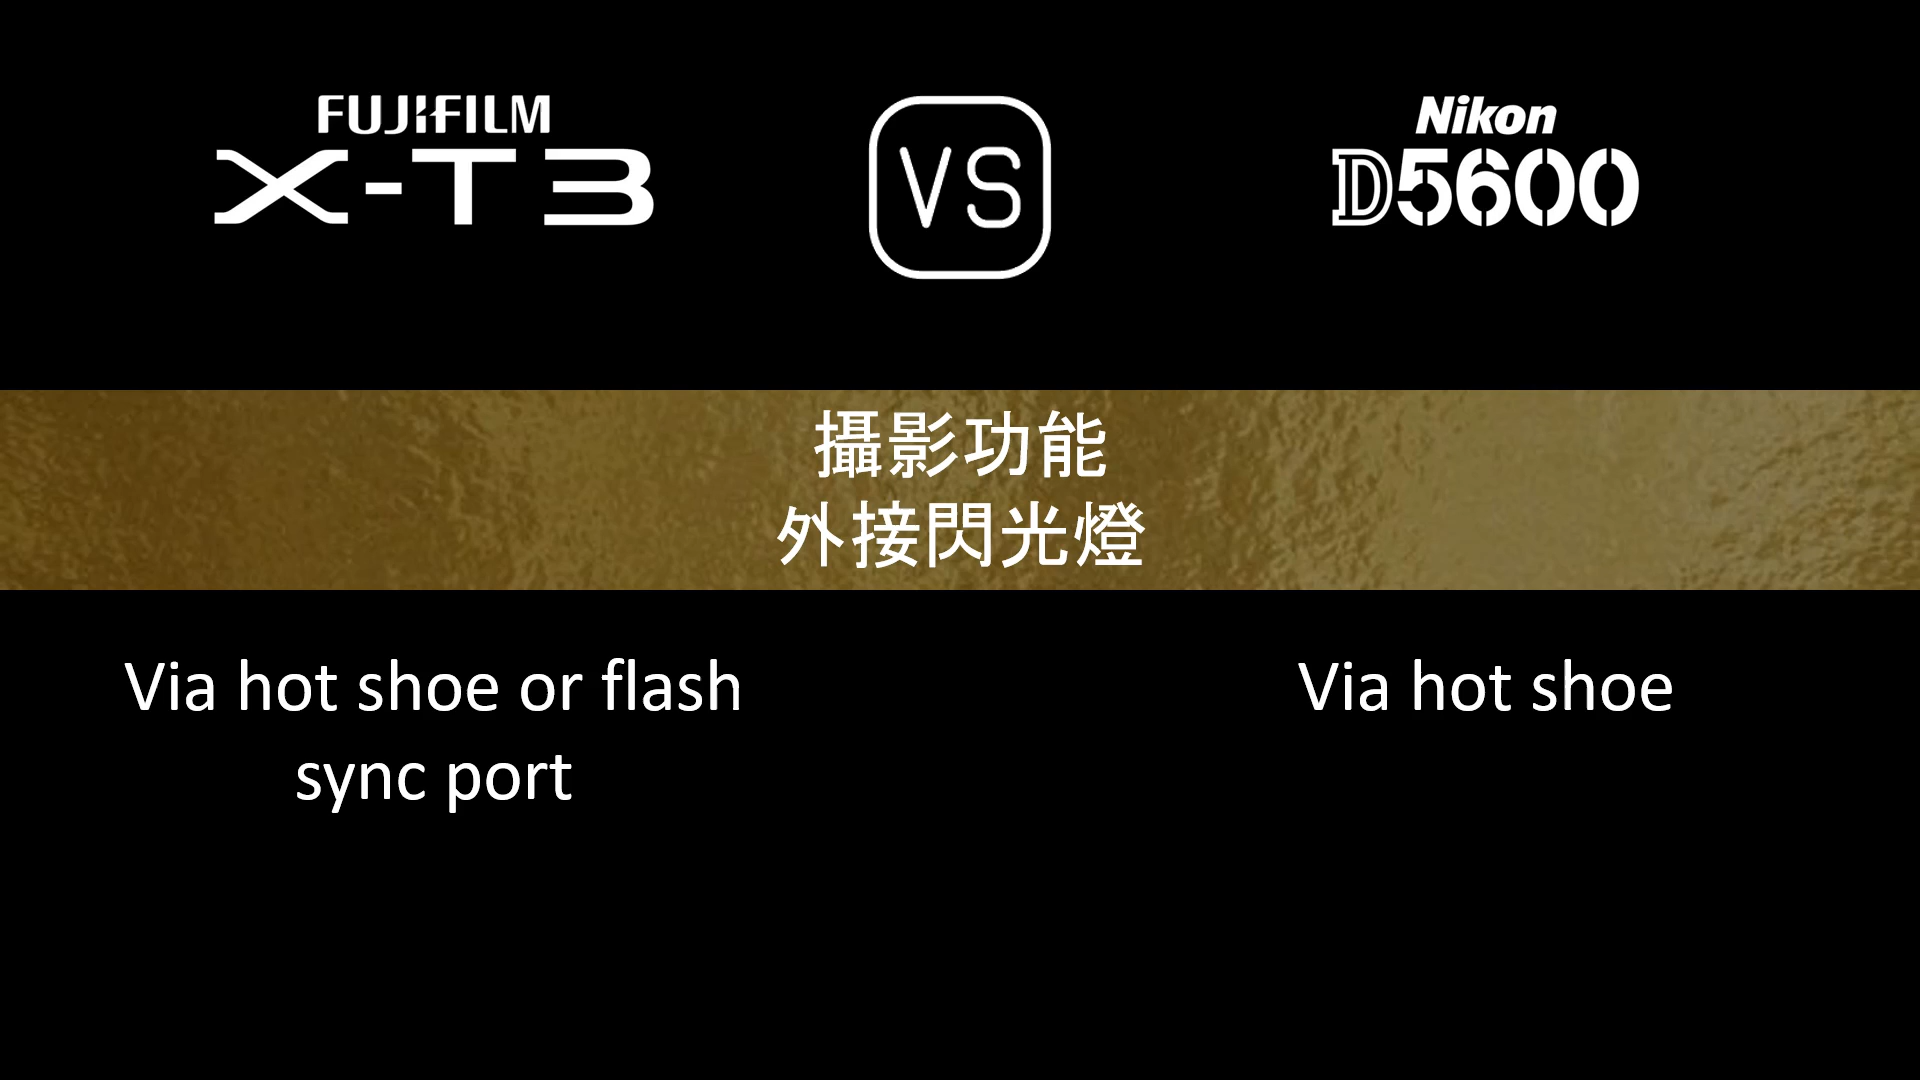 FUJIFILM
X-T3
VS
Nikon
D5600
攝影功能
外接閃光燈
Via hot shoe or flash
sync port
Via hot shoe